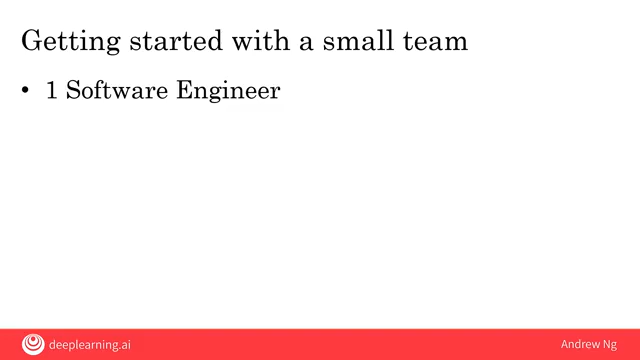 Getting started with a small team
• 1 Software Engineer
deeplearning.ai
Andrew Ng